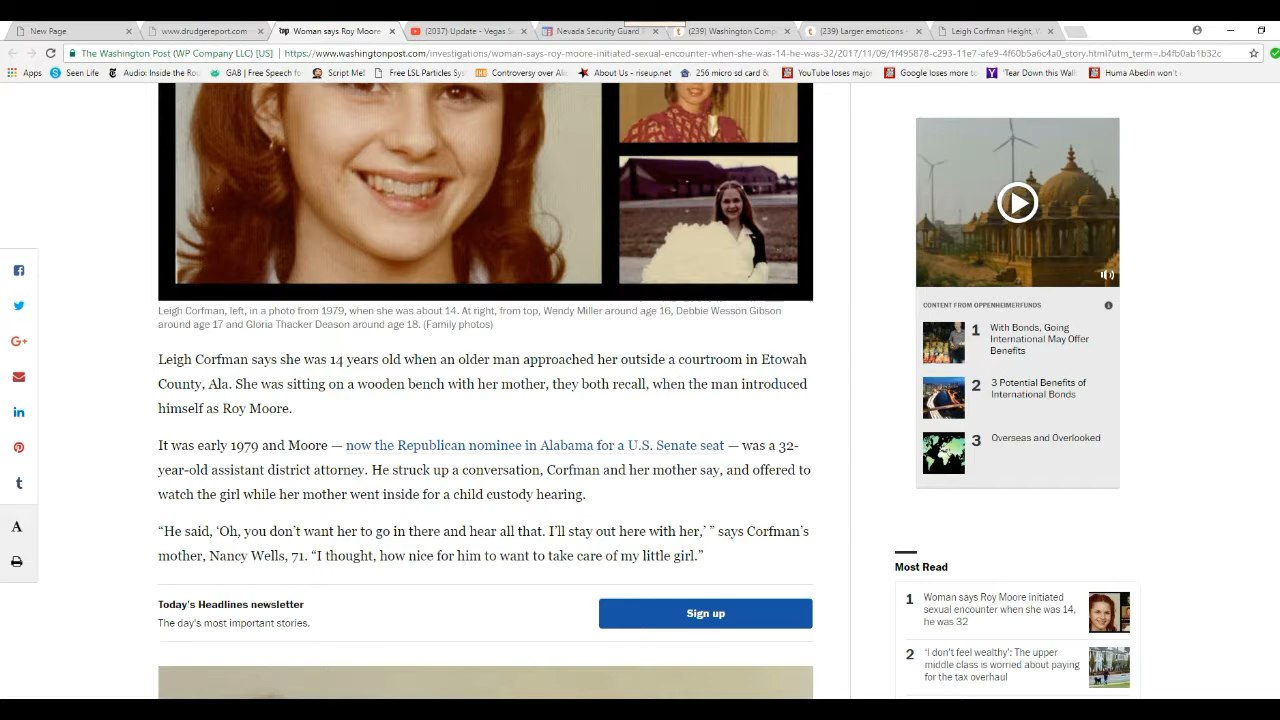 New Page
www.drudgereport.com
Woman says Roy Moore
(2037) Update - Vegas S
Nevada Security Guard
(239) Washington Comp
(239) Larger emoticons -
Leigh Corfman Height, W
The Washington Post (WP Company LLC) [US]
https://www.washingtonpost.com/investigations/woman-says-roy-moore-initiated-sexual-encounter-when-she-was-14-he-was-32/2017/11/09/1f495878-c293-11e7-afe9-4f60b5a6c4a0_story.html?utm_term=.b4fb0ab1b32c
Apps
Seen Life
Audio: Inside the Ro
GAB | Free Speech fo
Script Me!
Free LSL Particles Sy
Controversy over Ali
About Us - riseup.net
256 micro sd card &
YouTube loses major
Google loses more t
'Tear Down this Wal
Huma Abedin won't
Leigh Corfman, left, in a photo from 1979, when she was about 14. At right, from top, Wendy Miller around age 16, Debbie Wesson Gibson
around age 17 and Gloria Thacker Deason around age 18. (Family photos)
Leigh Corfman says she was 14 years old when an older man approached her outside a courtroom in Etowah
County, Ala. She was sitting on a wooden bench with her mother, they both recall, when the man introduced
himself as Roy Moore.
It was early 1979 and Moore — now the Republican nominee in Alabama for a U.S. Senate seat — was a 32-
year-old assistant district attorney. He struck up a conversation, Corfman and her mother say, and offered to
watch the girl while her mother went inside for a child custody hearing.
“He said, ‘Oh, you don’t want her to go in there and hear all that. I’ll stay out here with her,’ ” says Corfman’s
mother, Nancy Wells, 71. “I thought, how nice for him to want to take care of my little girl.”
Today's Headlines newsletter
The day's most important stories.
Sign up
CONTENT FROM OPPENHEIMERFUNDS
1
With Bonds, Going
International May Offer
Benefits
2
3 Potential Benefits of
International Bonds
3
Overseas and Overlooked
Most Read
1
Woman says Roy Moore initiated
sexual encounter when she was 14,
he was 32
2
‘I don’t feel wealthy’: The upper
middle class is worried about paying
for the tax overhaul
G+
in
t
A